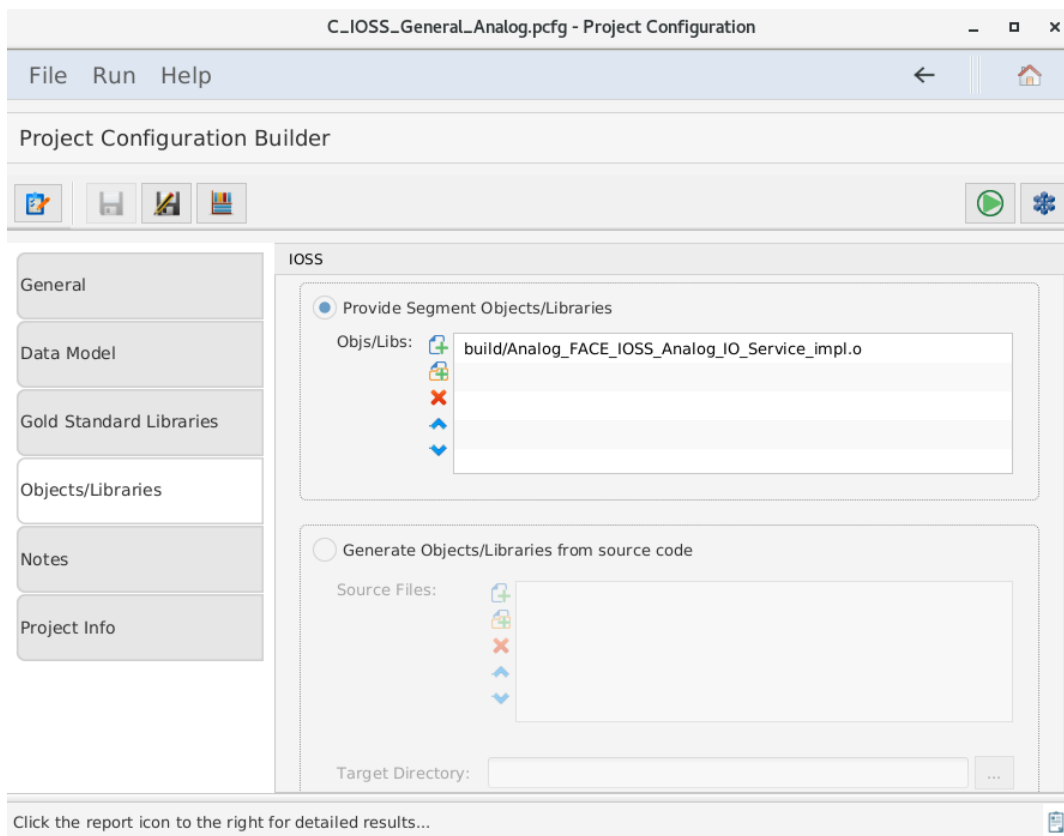 C_IOSS_General_Analog.pcfg - Project Configuration
File Run Help
Project Configuration Builder
General
Data Model
Gold Standard Libraries
Objects/Libraries
Notes
Project Info
IOSS
Provide Segment Objects/Libraries
Objs/Libs:
build/Analog_FACE_IOSS_Analog_IO_Service_impl.o
Generate Objects/Libraries from source code
Source Files:
Target Directory:
...
Click the report icon to the right for detailed results...